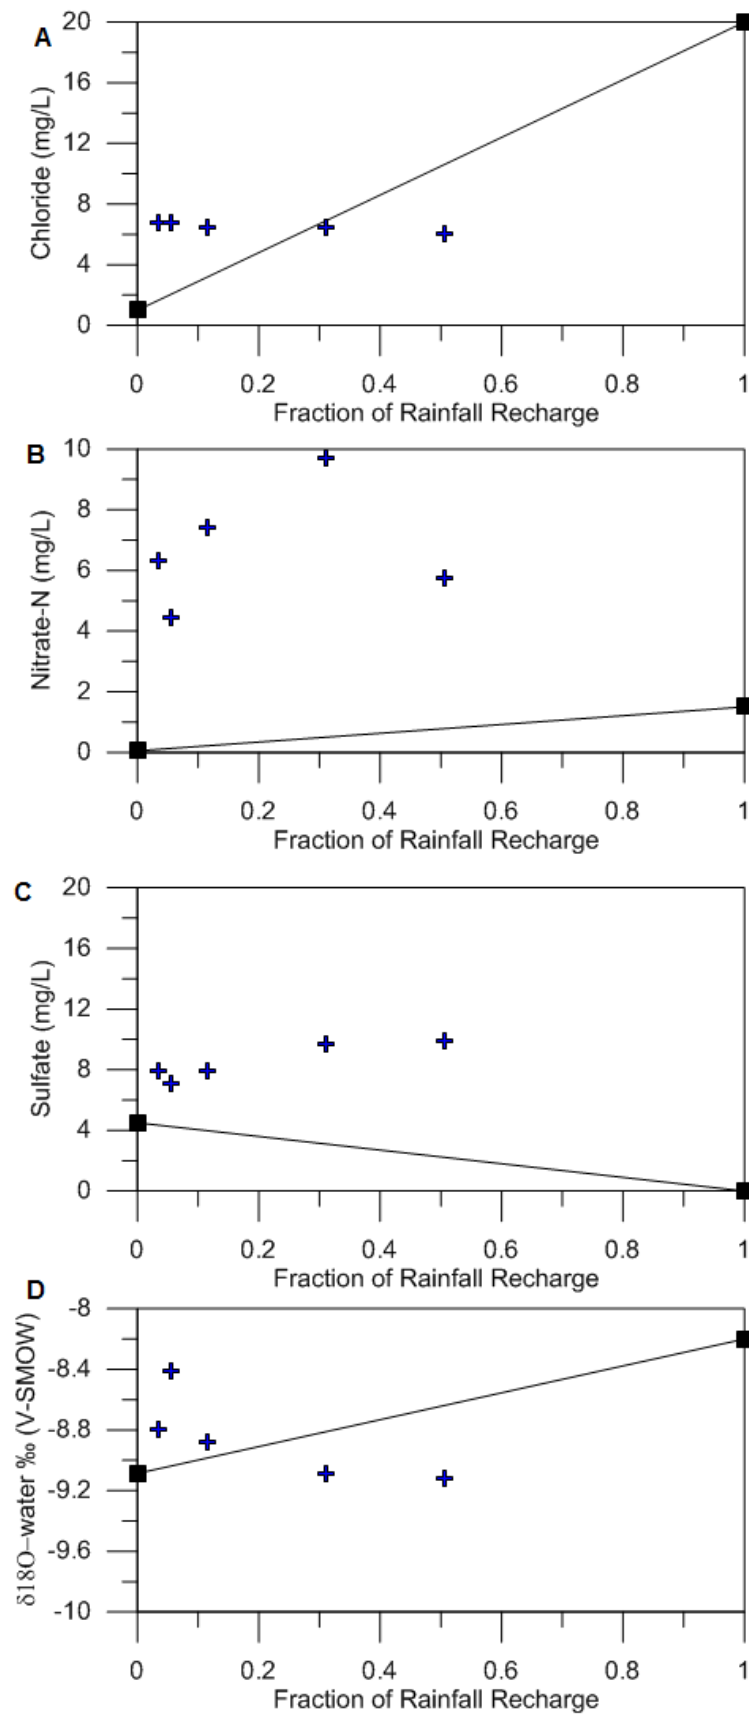 A
Chloride (mg/L)
20
16
12
8
4
0
0 0.2 0.4 0.6 0.8 1
Fraction of Rainfall Recharge
B
Nitrate-N (mg/L)
10
8
6
4
2
0
0 0.2 0.4 0.6 0.8 1
Fraction of Rainfall Recharge
C
Sulfate (mg/L)
20
16
12
8
4
0
0 0.2 0.4 0.6 0.8 1
Fraction of Rainfall Recharge
D
δ18O–water ‰ (V-SMOW)
-8
-8.4
-8.8
-9.2
-9.6
-10
0 0.2 0.4 0.6 0.8 1
Fraction of Rainfall Recharge